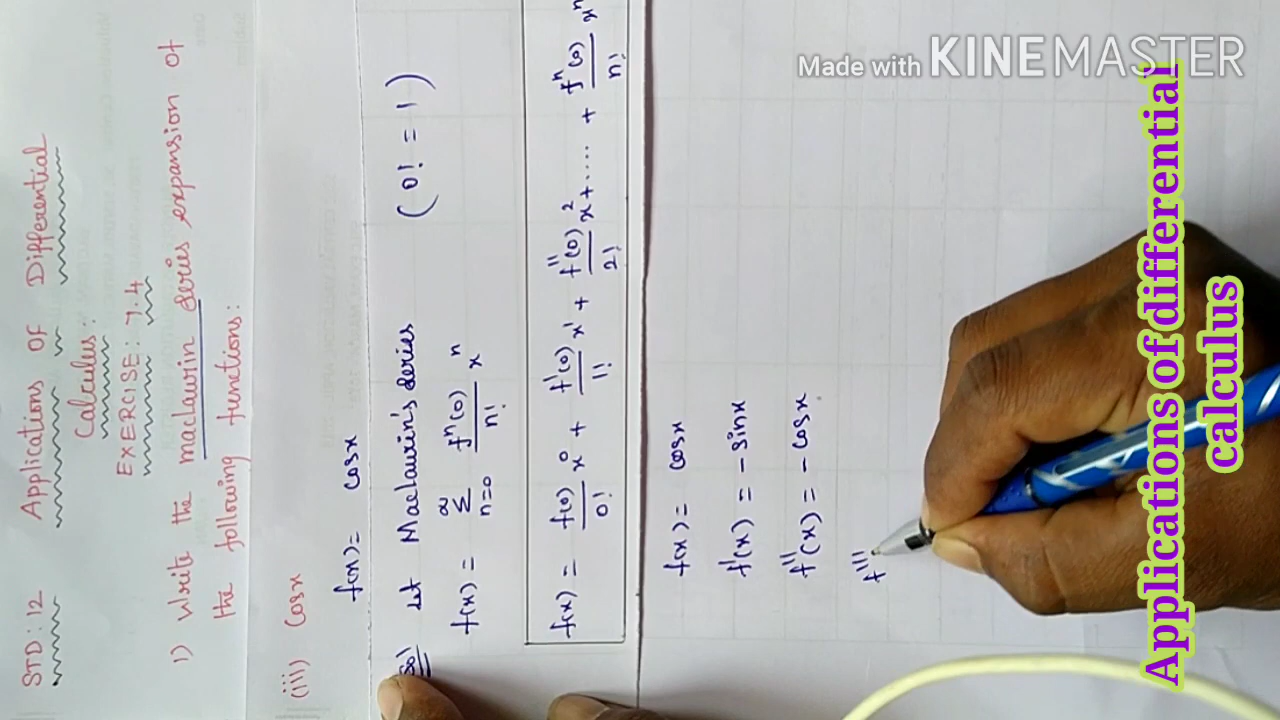 STD: 12 Applications Of Differential
Calculus:
EXERCISE: 7.4
1) Write the maclawin series expansion of
the following functions:
(iii) cosx
f(x) = cosx
Sol Let Maclaurin's series (0! = 1)
f(x) = ∞ Σ n=0 fⁿ(0)/n! xⁿ
f(x) = f(0)/0! x⁰ + f'(0)/1! x¹ + f''(0)/2! x² + .... + fⁿ(0)/n! xⁿ
f(x) = cosx
f'(x) = - sinx
f''(x) = - cosx
f'''
Made with KINEMASTER
Applications of differential
calculus